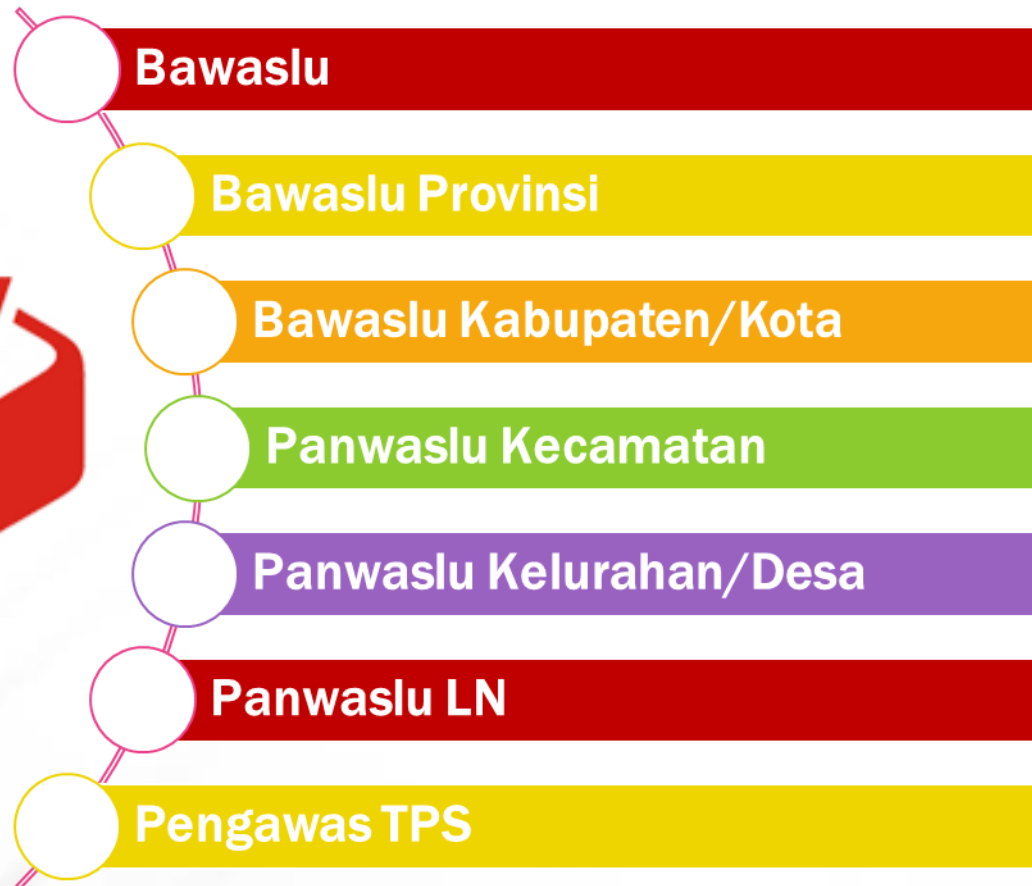 Bawaslu
Bawaslu Provinsi
Bawaslu Kabupaten/Kota
Panwaslu Kecamatan
Panwaslu Kelurahan/Desa
Panwaslu LN
Pengawas TPS